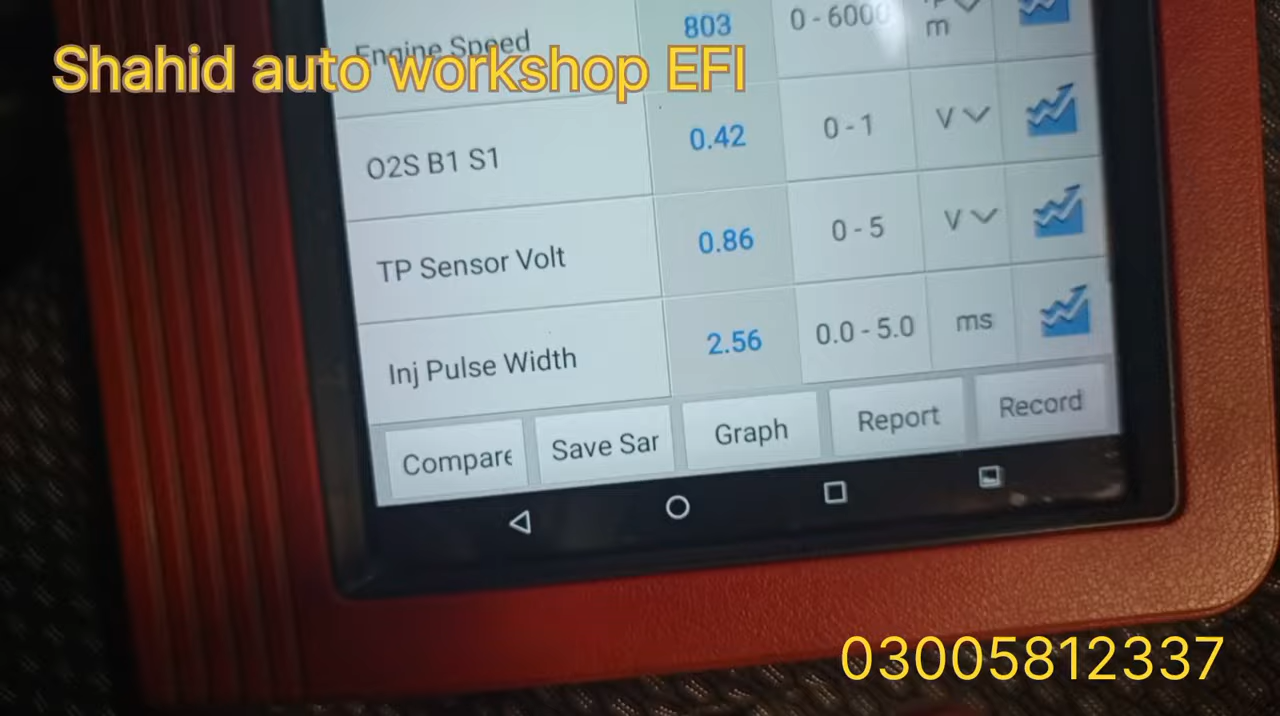 Shahid auto workshop EFI
Engine Speed 803 0 - 6000 m
O2S B1 S1 0.42 0 - 1 V
TP Sensor Volt 0.86 0 - 5 V
Inj Pulse Width 2.56 0.0 - 5.0 ms
Compare Save Sar Graph Report Record
03005812337